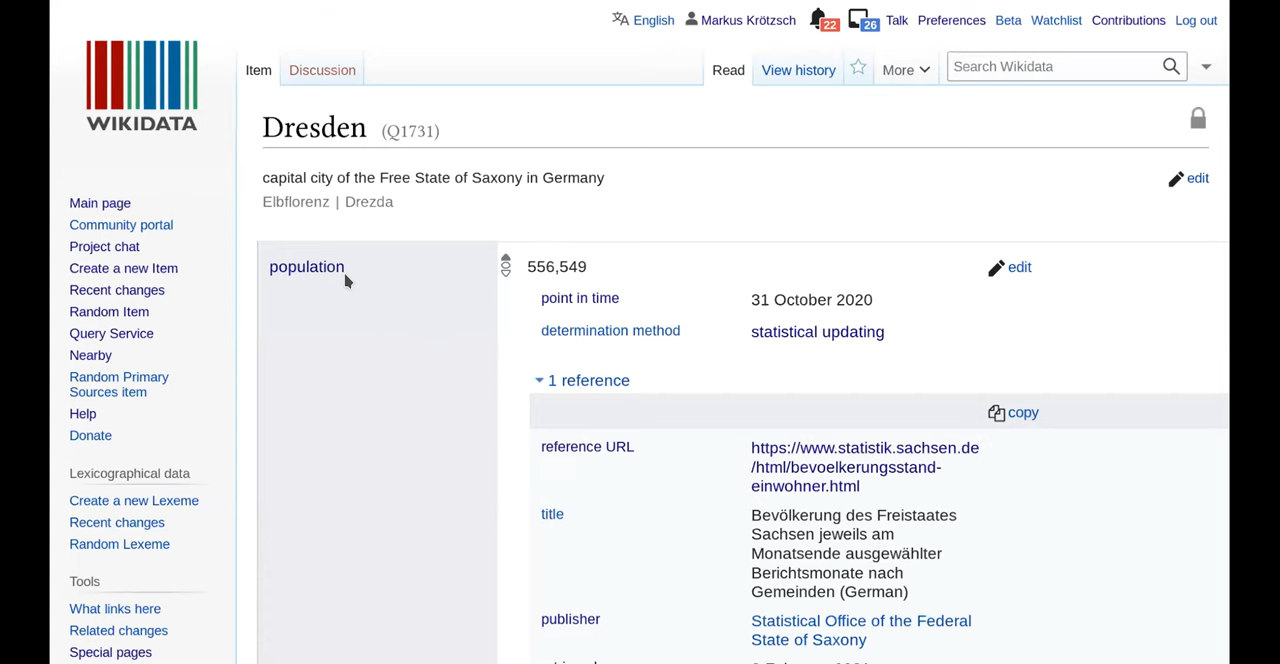 English Markus Krötzsch 22 26 Talk Preferences Beta Watchlist Contributions Log out
WIKIDATA
Item Discussion Read View history More Search Wikidata
Dresden (Q1731)
capital city of the Free State of Saxony in Germany edit
Elbflorenz | Drezda
Main page
Community portal
Project chat
Create a new Item
Recent changes
Random Item
Query Service
Nearby
Random Primary
Sources item
Help
Donate
Lexicographical data
Create a new Lexeme
Recent changes
Random Lexeme
Tools
What links here
Related changes
Special pages
population 556,549 edit
point in time 31 October 2020
determination method statistical updating
1 reference
copy
reference URL https://www.statistik.sachsen.de
/html/bevoelkerungsstand-
einwohner.html
title Bevölkerung des Freistaates
Sachsen jeweils am
Monatsende ausgewählter
Berichtsmonate nach
Gemeinden (German)
publisher Statistical Office of the Federal
State of Saxony